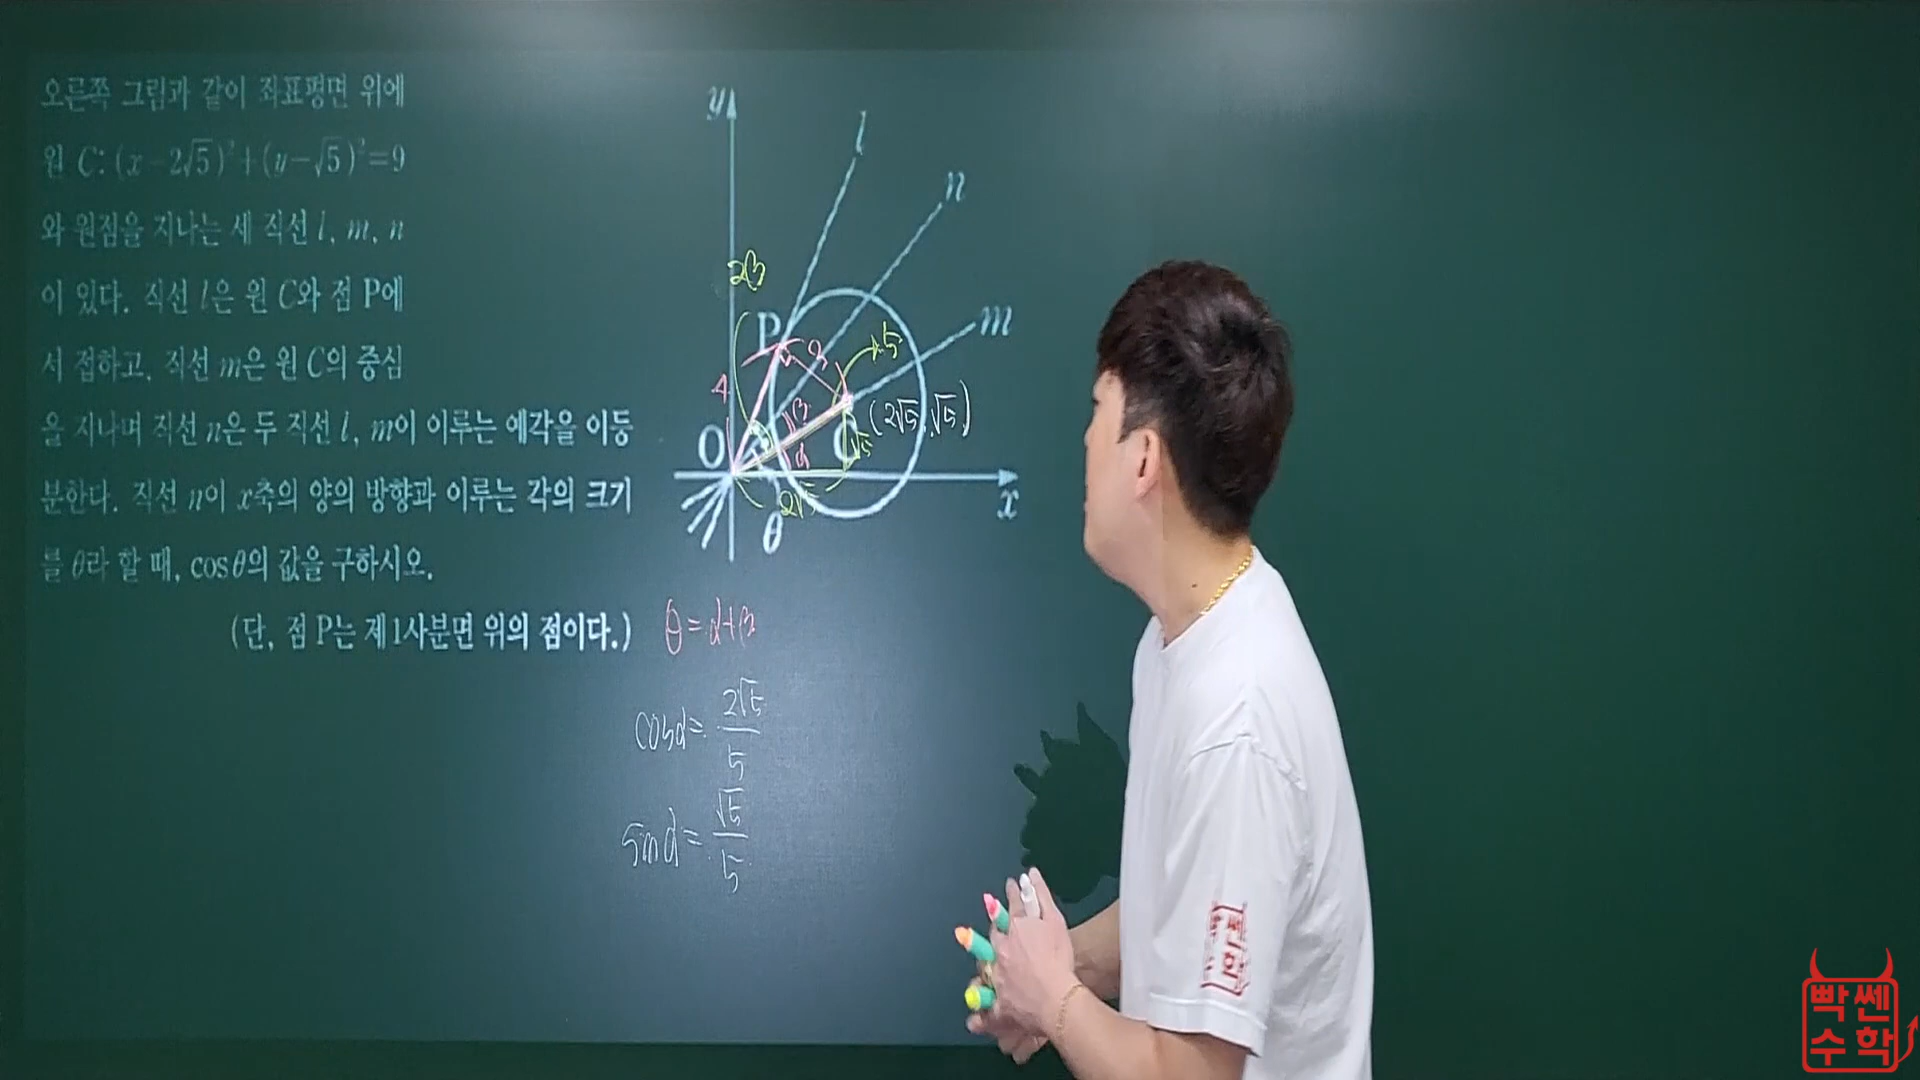 오른쪽 그림과 같이 좌표평면 위에
원 C: (x-2√5)²+(y-√5)²=9
와 원점을 지나는 세 직선 l, m, n
이 있다. 직선 l은 원 C와 점 P에
서 접하고, 직선 m은 원 C의 중심
을 지나며 직선 n은 두 직선 l, m이 이루는 예각을 이등
분한다. 직선 n이 x축의 양의 방향과 이루는 각의 크기
를 θ라 할 때, cosθ의 값을 구하시오.
(단, 점 P는 제1사분면 위의 점이다.)
y
l
n
2β
m
P
3
5
4
β
(2√5, √5)
O
α
C
√5
x
2√5
θ
θ=α+β
cosα= 2√5/5
sinα= √5/5
빡쎈
수학